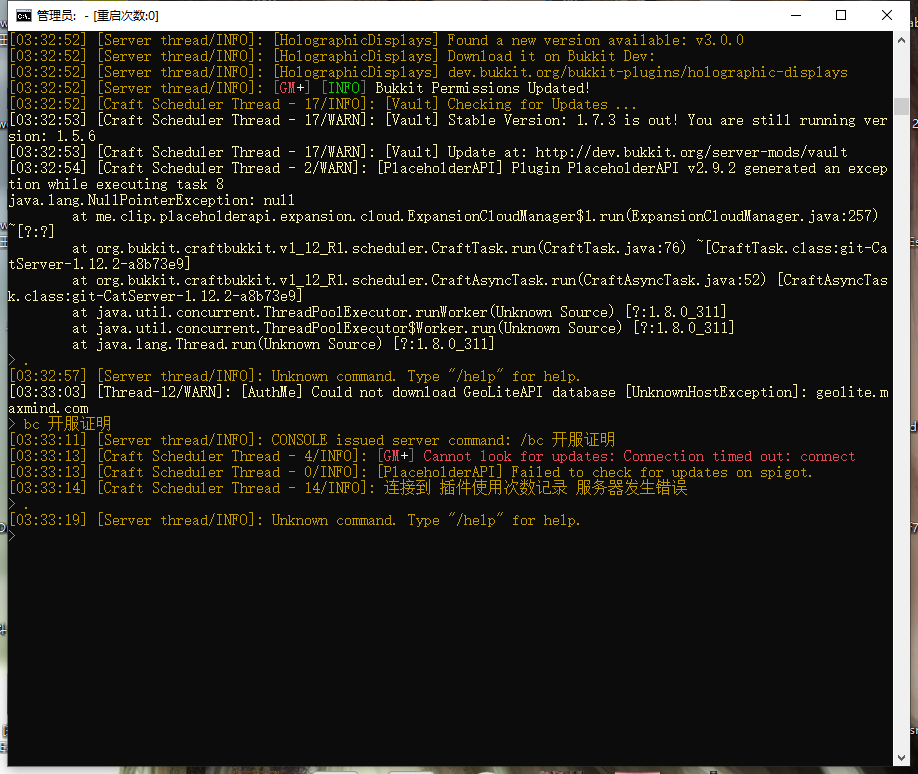 管理员: - [重启次数:0]
[03:32:52] [Server thread/INFO]: [HolographicDisplays] Found a new version available: v3.0.0
[03:32:52] [Server thread/INFO]: [HolographicDisplays] Download it on Bukkit Dev:
[03:32:52] [Server thread/INFO]: [HolographicDisplays] dev.bukkit.org/bukkit-plugins/holographic-displays
[03:32:52] [Server thread/INFO]: [GM+] [INFO] Bukkit Permissions Updated!
[03:32:52] [Craft Scheduler Thread - 17/INFO]: [Vault] Checking for Updates ...
[03:32:53] [Craft Scheduler Thread - 17/WARN]: [Vault] Stable Version: 1.7.3 is out! You are still running ver
sion: 1.5.6
[03:32:53] [Craft Scheduler Thread - 17/WARN]: [Vault] Update at: http://dev.bukkit.org/server-mods/vault
[03:32:54] [Craft Scheduler Thread - 2/WARN]: [PlaceholderAPI] Plugin PlaceholderAPI v2.9.2 generated an excep
tion while executing task 8
java.lang.NullPointerException: null
at me.clip.placeholderapi.expansion.cloud.ExpansionCloudManager$1.run(ExpansionCloudManager.java:257)
~[?:?]
at org.bukkit.craftbukkit.v1_12_R1.scheduler.CraftTask.run(CraftTask.java:76) ~[CraftTask.class:git-Ca
tServer-1.12.2-a8b73e9]
at org.bukkit.craftbukkit.v1_12_R1.scheduler.CraftAsyncTask.run(CraftAsyncTask.java:52) [CraftAsyncTas
k.class:git-CatServer-1.12.2-a8b73e9]
at java.util.concurrent.ThreadPoolExecutor.runWorker(Unknown Source) [?:1.8.0_311]
at java.util.concurrent.ThreadPoolExecutor$Worker.run(Unknown Source) [?:1.8.0_311]
at java.lang.Thread.run(Unknown Source) [?:1.8.0_311]
> .
[03:32:57] [Server thread/INFO]: Unknown command. Type "/help" for help.
[03:33:03] [Thread-12/WARN]: [AuthMe] Could not download GeoLiteAPI database [UnknownHostException]: geolite.m
axmind.com
> bc 开服证明
[03:33:11] [Server thread/INFO]: CONSOLE issued server command: /bc 开服证明
[03:33:13] [Craft Scheduler Thread - 4/INFO]: [GM+] Cannot look for updates: Connection timed out: connect
[03:33:13] [Craft Scheduler Thread - 0/INFO]: [PlaceholderAPI] Failed to check for updates on spigot.
[03:33:14] [Craft Scheduler Thread - 14/INFO]: 连接到 插件使用次数记录 服务器发生错误
> .
[03:33:19] [Server thread/INFO]: Unknown command. Type "/help" for help.
>